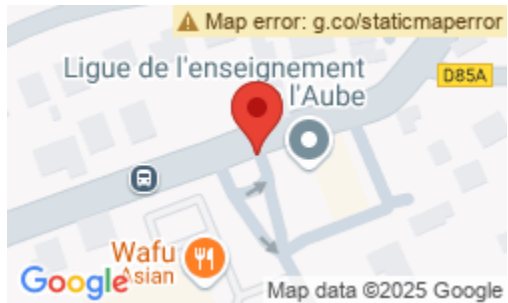 Map error: g.co/staticmaperror
Ligue de l'enseignement
l'Aube
D85A
Wafu
Asian
Google
Map data ©2025 Google